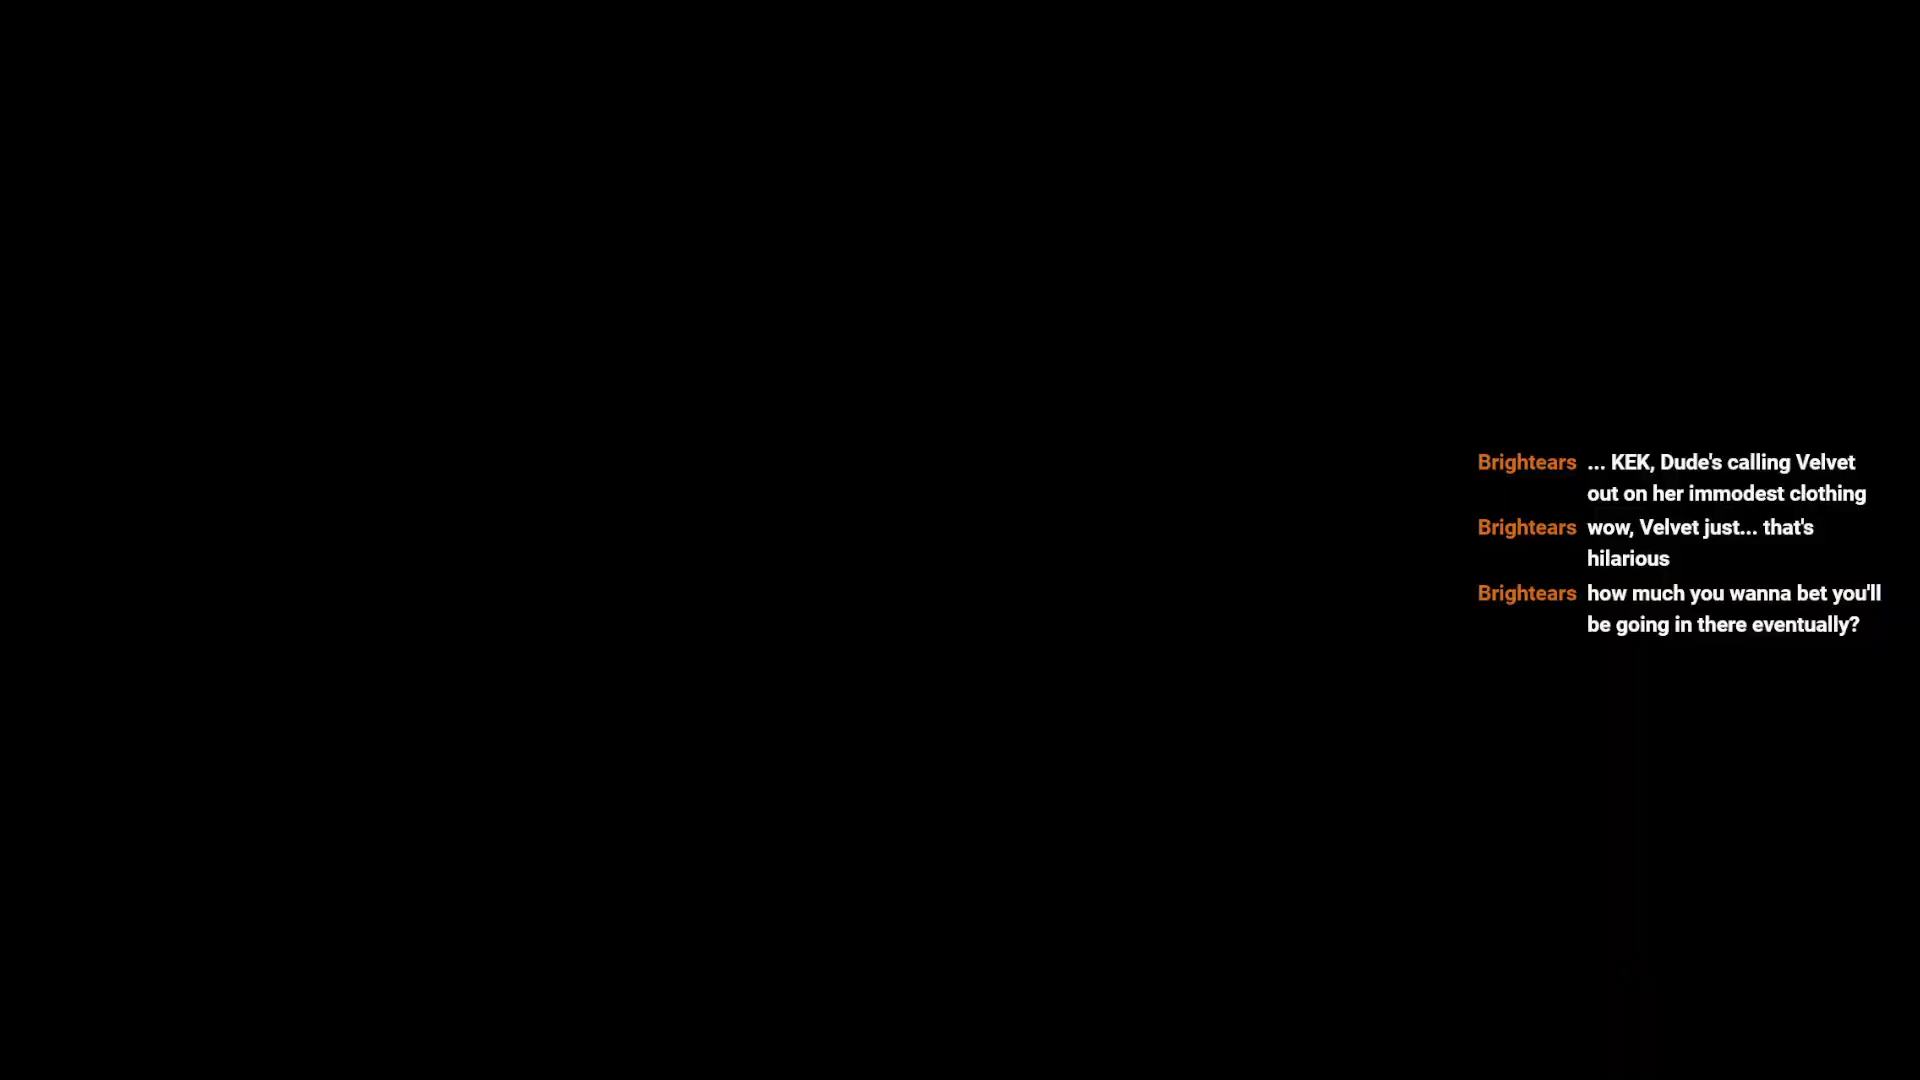 Brightears ... KEK, Dude's calling Velvet
out on her immodest clothing
Brightears wow, Velvet just... that's
hilarious
Brightears how much you wanna bet you'll
be going in there eventually?